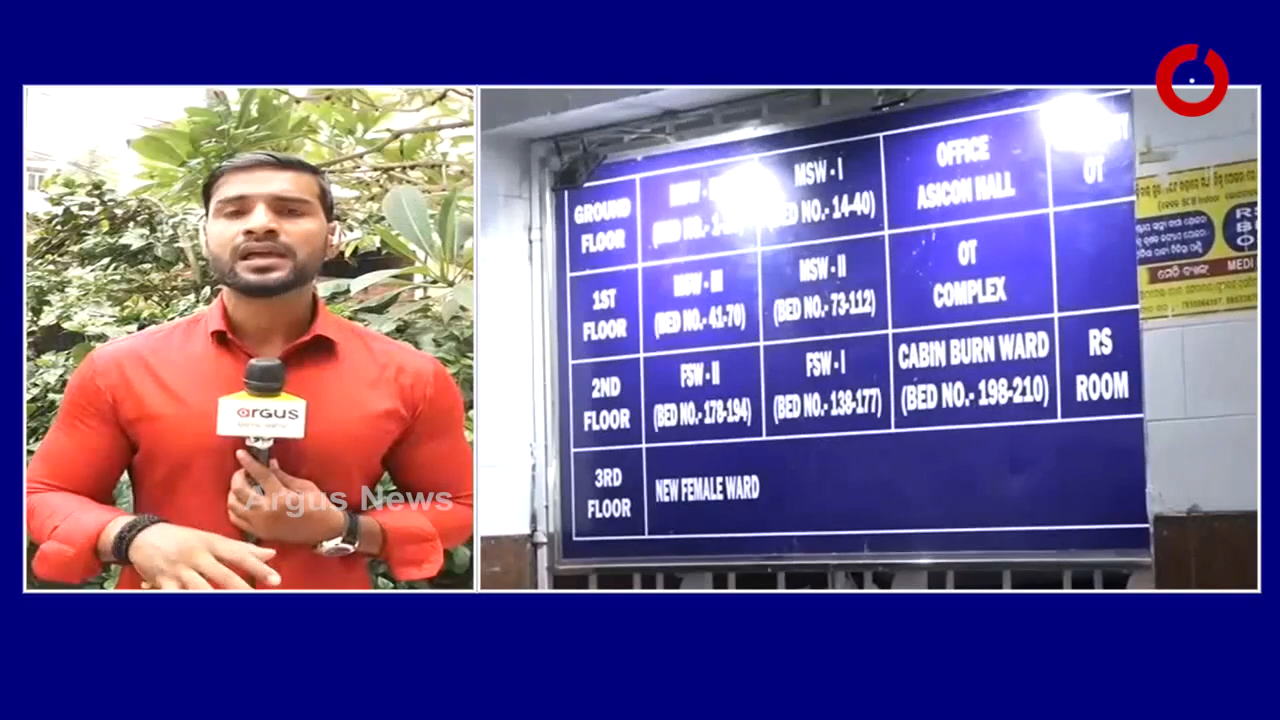 argus
Argus News
GROUND
FLOOR
MSW - I
(BED NO.- 14-40)
OFFICE
ASICON HALL
OT
1ST
FLOOR
MSW - III
(BED NO.- 41-70)
MSW - II
(BED NO.- 73-112)
OT
COMPLEX
2ND
FLOOR
FSW - II
(BED NO.- 178-194)
FSW - I
(BED NO.- 138-177)
CABIN BURN WARD
(BED NO.- 198-210)
RS
ROOM
3RD
FLOOR
NEW FEMALE WARD
MEDI